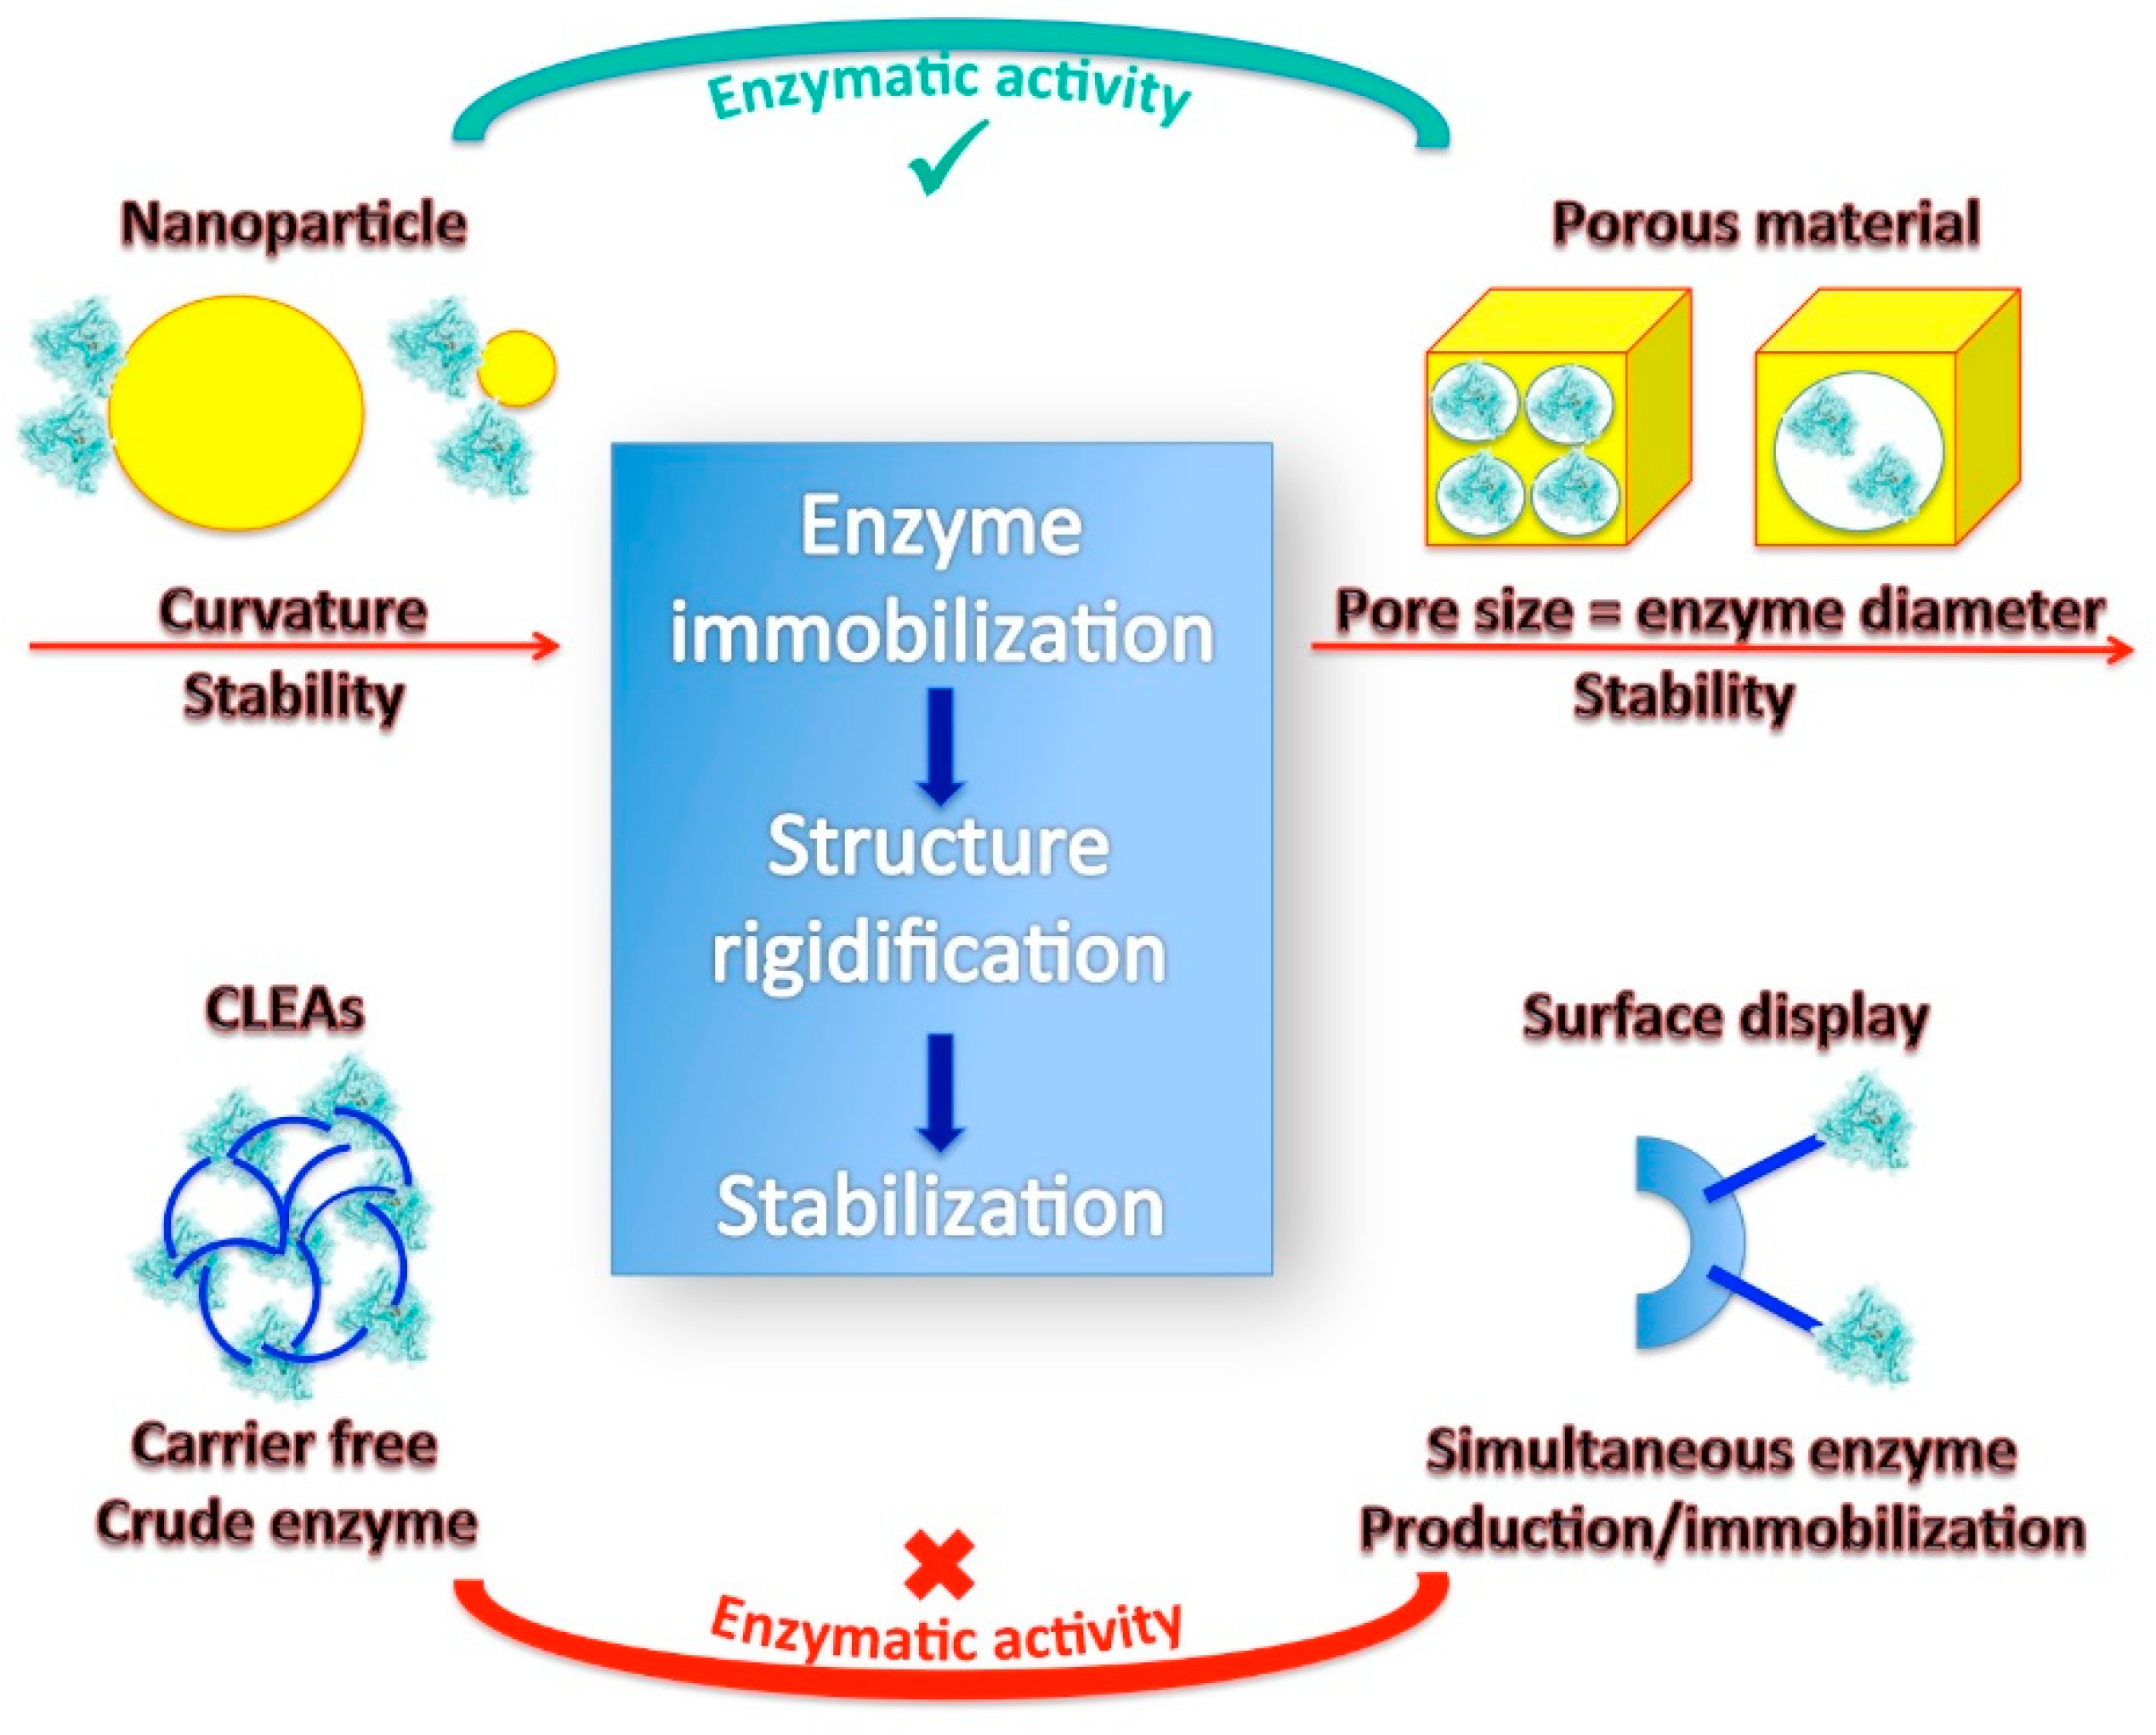 Enzymatic activity
Nanoparticle
Porous material
Curvature
Stability
Pore size = enzyme diameter
Stability
Enzyme
immobilization
Structure
rigidification
Stabilization
CLEAs
Surface display
Carrier free
Crude enzyme
Simultaneous enzyme
Production/immobilization
Enzymatic activity